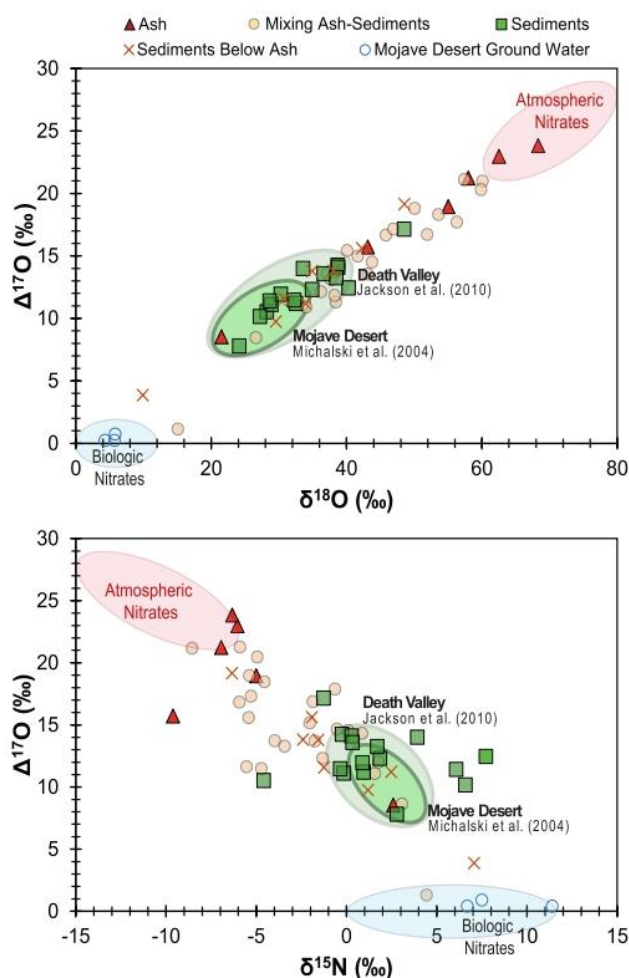 Ash Mixing Ash-Sediments Sediments
Sediments Below Ash Mojave Desert Ground Water
30
25
20
15
10
5
0
Δ¹⁷O (‰)
Atmospheric
Nitrates
Death Valley
Jackson et al. (2010)
Mojave Desert
Michalski et al. (2004)
Biologic
Nitrates
0 20 40 60 80
δ¹⁸O (‰)
30
25
20
15
10
5
0
Δ¹⁷O (‰)
Atmospheric
Nitrates
Death Valley
Jackson et al. (2010)
Mojave Desert
Michalski et al. (2004)
Biologic
Nitrates
-15 -10 -5 0 5 10 15
δ¹⁵N (‰)